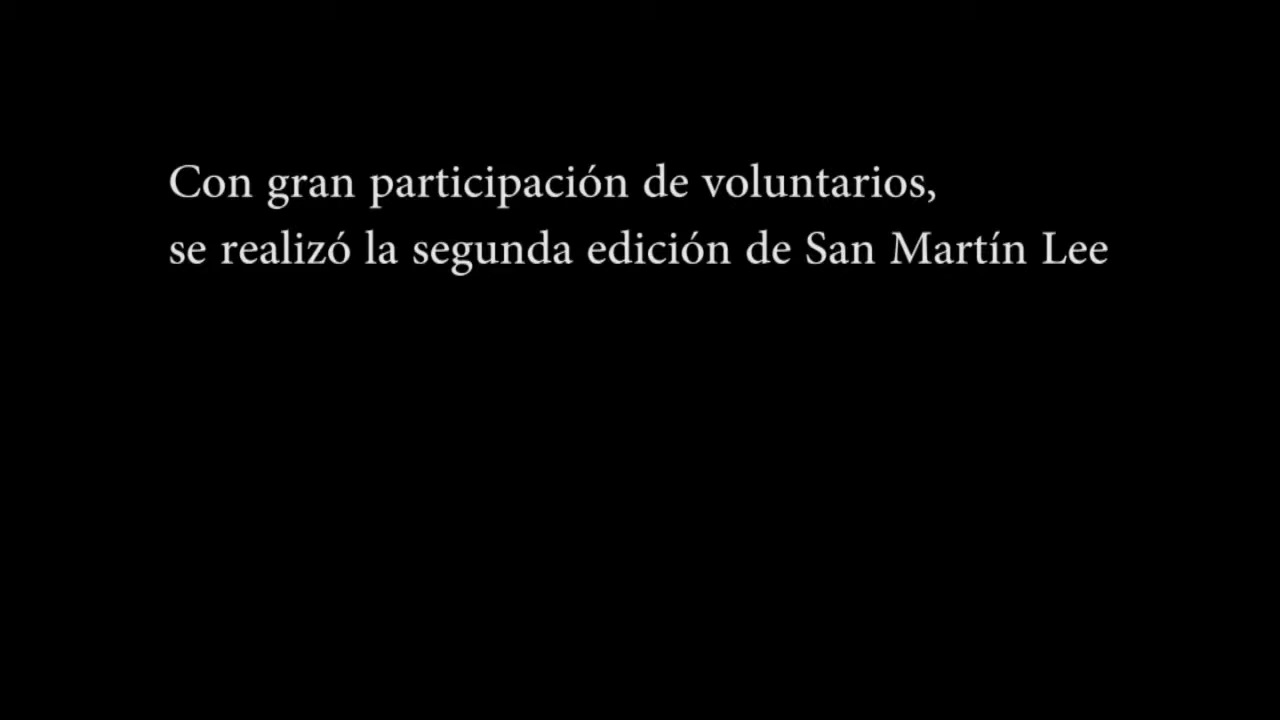 Con gran participación de voluntarios,
se realizó la segunda edición de San Martín Lee